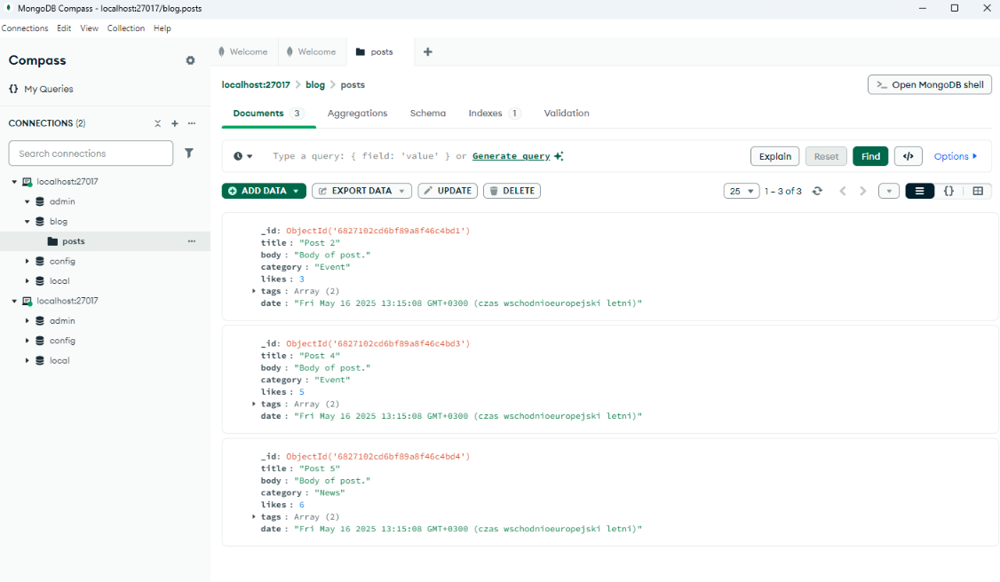 MongoDB Compass - localhost:27017/blog.posts
Connections Edit View Collection Help
Compass
{} My Queries
CONNECTIONS (2)
Search connections
localhost:27017
admin
blog
posts
config
local
localhost:27017
admin
config
local
Welcome Welcome posts
localhost:27017 > blog > posts
>_ Open MongoDB shell
Documents 3 Aggregations Schema Indexes 1 Validation
Type a query: { field: 'value' } or Generate query
Explain Reset Find </> Options
ADD DATA EXPORT DATA UPDATE DELETE
25 1 – 3 of 3 {}
_id: ObjectId('6827102cd6bf89a8f46c4bd1')
title : "Post 2"
body : "Body of post."
category : "Event"
likes : 3
tags : Array (2)
date : "Fri May 16 2025 13:15:08 GMT+0300 (czas wschodnioeuropejski letni)"
_id: ObjectId('6827102cd6bf89a8f46c4bd3')
title : "Post 4"
body : "Body of post."
category : "Event"
likes : 5
tags : Array (2)
date : "Fri May 16 2025 13:15:08 GMT+0300 (czas wschodnioeuropejski letni)"
_id: ObjectId('6827102cd6bf89a8f46c4bd4')
title : "Post 5"
body : "Body of post."
category : "News"
likes : 6
tags : Array (2)
date : "Fri May 16 2025 13:15:08 GMT+0300 (czas wschodnioeuropejski letni)"